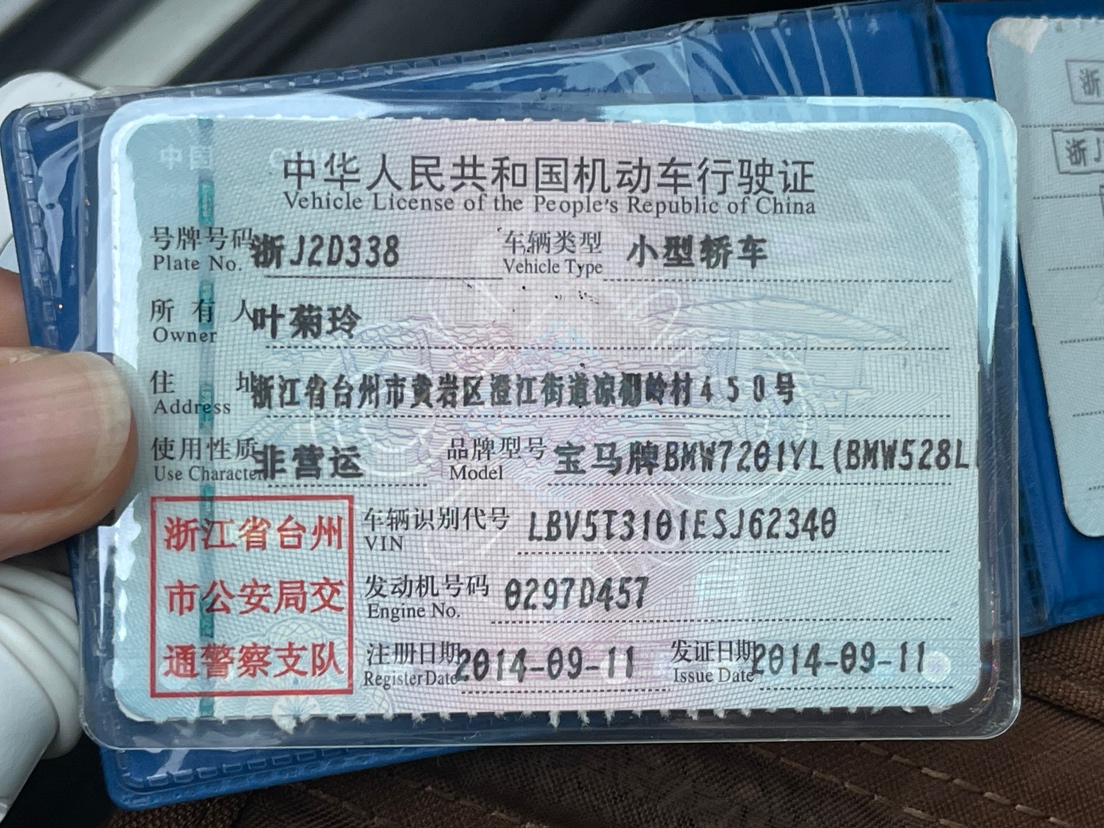 中国 CHINA
中华人民共和国机动车行驶证
Vehicle License of the People's Republic of China
号牌号码 浙J2D338 车辆类型 小型轿车
Plate No. Vehicle Type
所有人 叶菊玲
Owner
住址 浙江省台州市黄岩区澄江街道凉棚岭村450号
Address
使用性质 非营运 品牌型号 宝马牌BMW7201YL(BMW528L
Use Character Model
浙江省台州
市公安局交
通警察支队
车辆识别代号 LBV5T3101ESJ62340
VIN
发动机号码 0297D457
Engine No.
注册日期 2014-09-11 发证日期 2014-09-11
Register Date Issue Date
浙
浙J